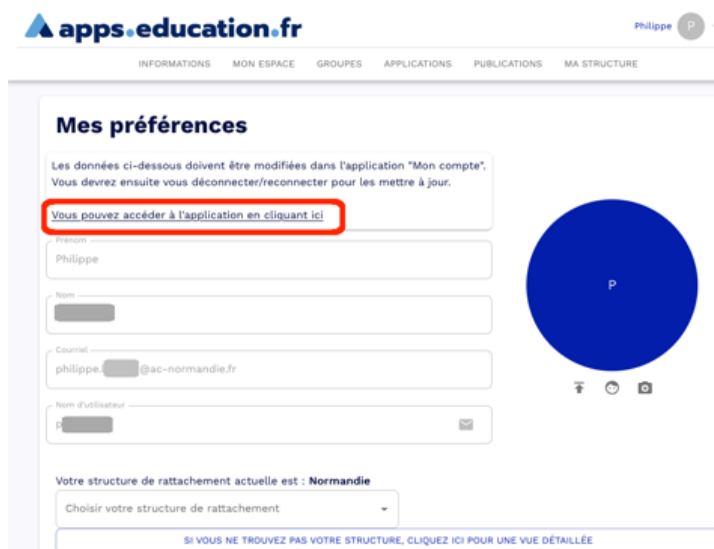 apps.education.fr
Philippe P
INFORMATIONS MON ESPACE GROUPES APPLICATIONS PUBLICATIONS MA STRUCTURE
Mes préférences
Les données ci-dessous doivent être modifiées dans l'application "Mon compte".
Vous devrez ensuite vous déconnecter/reconnecter pour les mettre à jour.
Vous pouvez accéder à l'application en cliquant ici
Prénom
Philippe
P
Nom
Courriel
philippe. @ac-normandie.fr
Nom d'utilisateur
p
Votre structure de rattachement actuelle est : Normandie
Choisir votre structure de rattachement
SI VOUS NE TROUVEZ PAS VOTRE STRUCTURE, CLIQUEZ ICI POUR UNE VUE DÉTAILLÉE